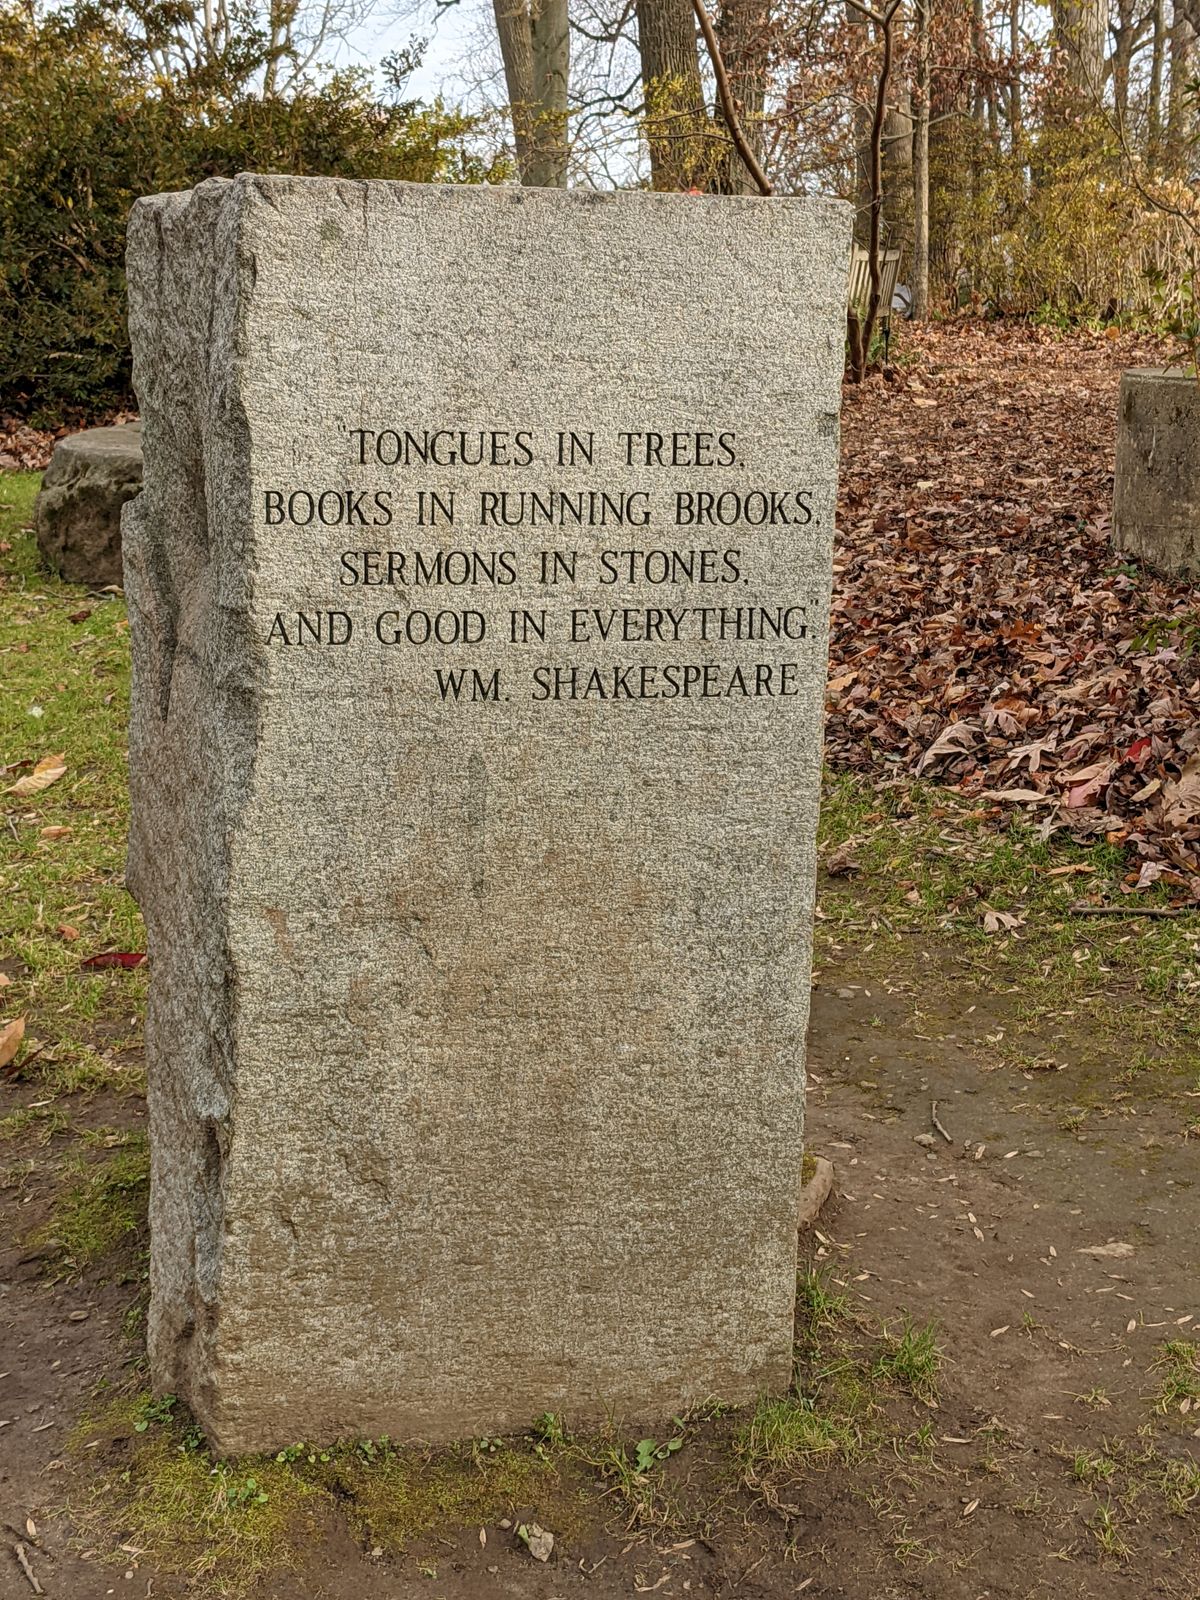 "TONGUES IN TREES,
BOOKS IN RUNNING BROOKS,
SERMONS IN STONES,
AND GOOD IN EVERYTHING."
WM. SHAKESPEARE